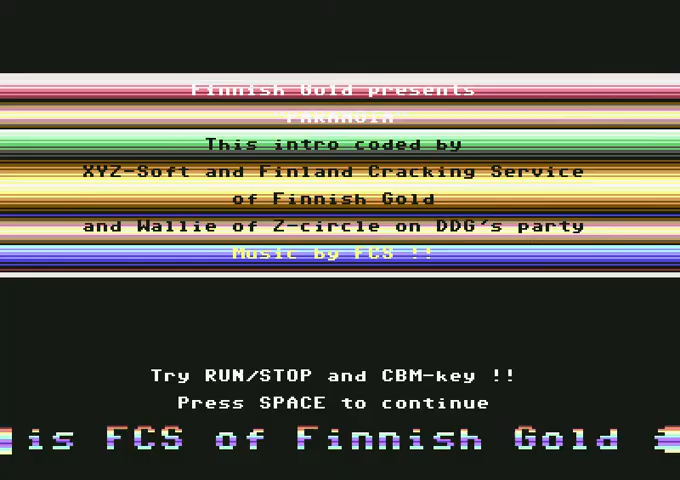 Finnish Gold presents
"PARANOIA"
This intro coded by
XYZ-Soft and Finland Cracking Service
of Finnish Gold
and Wallie of Z-circle on DDG's party
Music by FCS !!
Try RUN/STOP and CBM-key !!
Press SPACE to continue
is FCS of Finnish Gold